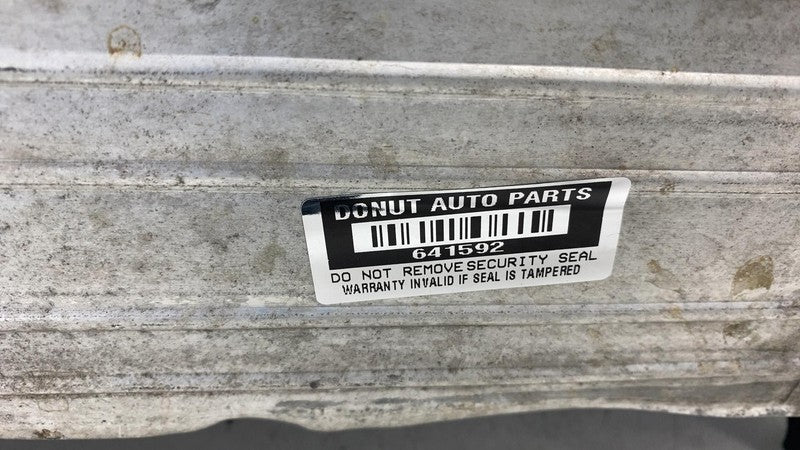 DONUT AUTO PARTS
641592
DO NOT REMOVE SECURITY SEAL
WARRANTY INVALID IF SEAL IS TAMPERED